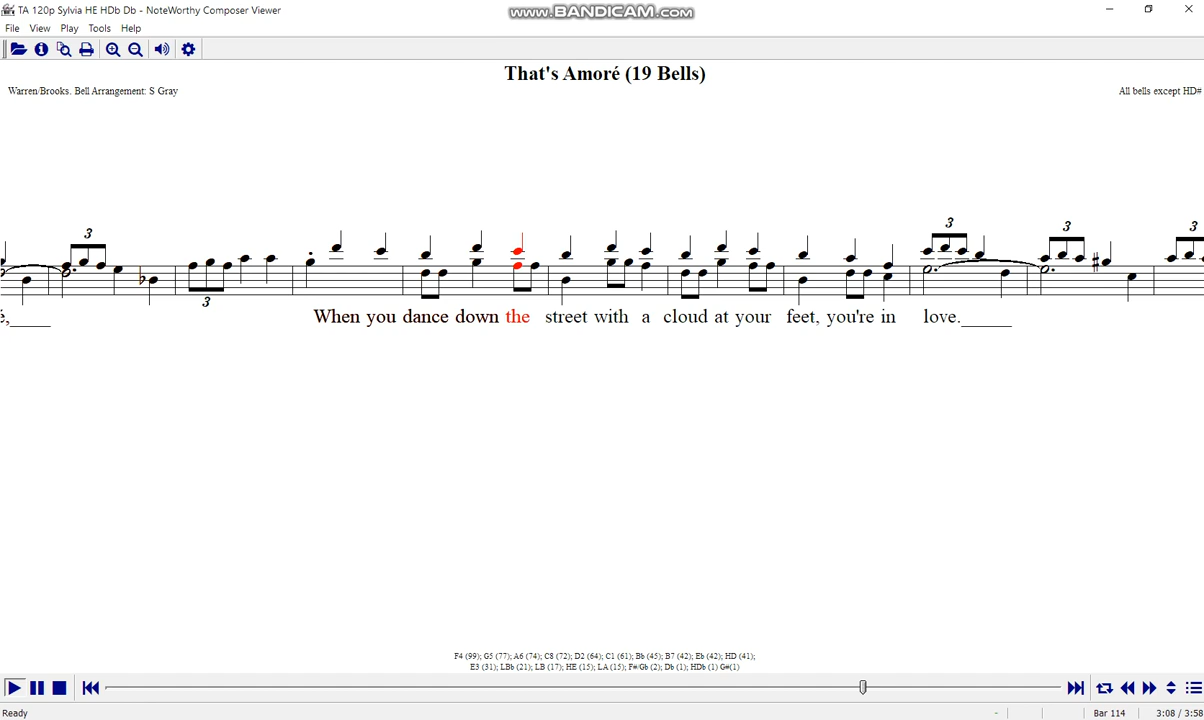 TA 120p Sylvia HE HDb Db - NoteWorthy Composer Viewer
www.BANDICAM.com
File View Play Tools Help
That's Amoré (19 Bells)
Warren/Brooks. Bell Arrangement: S Gray
All bells except HD#
3 3 3 3 3
é,_____ When you dance down the street with a cloud at your feet, you're in love._____
F4 (99); G5 (77); A6 (74); C8 (72); D2 (64); C1 (61); Bb (45); B7 (42); Eb (42); HD (41);
E3 (31); LBb (21); LB (17); HE (15); LA (15); F#/Gb (2); Db (1); HDb (1) G#(1)
Ready - Bar 114 3:08 / 3:58